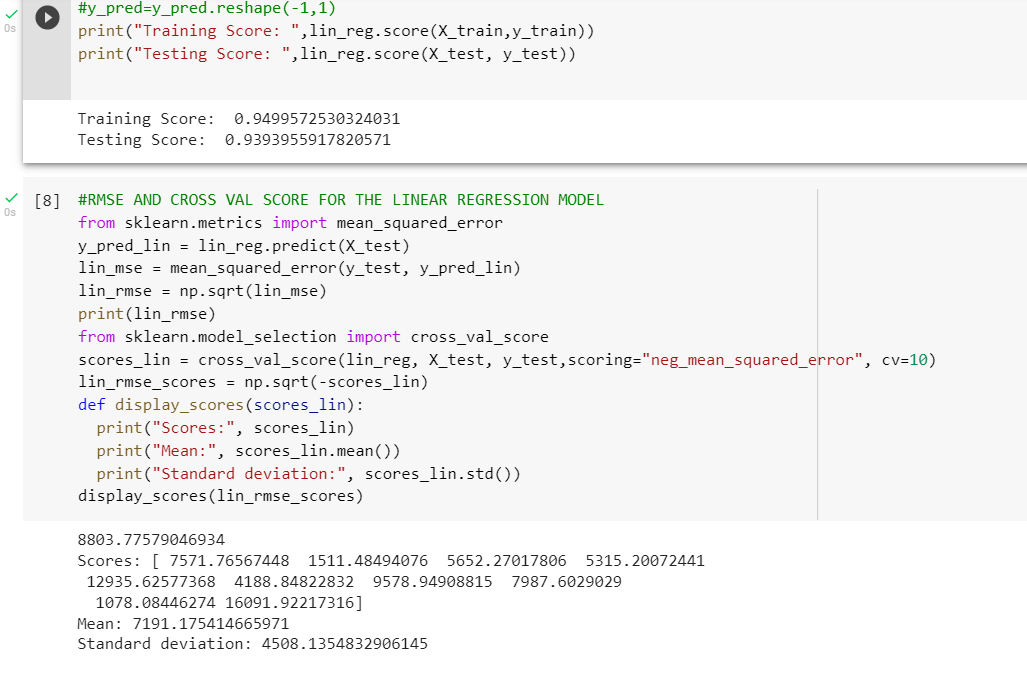 0s
#y_pred=y_pred.reshape(-1,1)
print("Training Score: ",lin_reg.score(X_train,y_train))
print("Testing Score: ",lin_reg.score(X_test, y_test))
Training Score:  0.9499572530324031
Testing Score:  0.9393955917820571
0s
[8]
#RMSE AND CROSS VAL SCORE FOR THE LINEAR REGRESSION MODEL
from sklearn.metrics import mean_squared_error
y_pred_lin = lin_reg.predict(X_test)
lin_mse = mean_squared_error(y_test, y_pred_lin)
lin_rmse = np.sqrt(lin_mse)
print(lin_rmse)
from sklearn.model_selection import cross_val_score
scores_lin = cross_val_score(lin_reg, X_test, y_test,scoring="neg_mean_squared_error", cv=10)
lin_rmse_scores = np.sqrt(-scores_lin)
def display_scores(scores_lin):
  print("Scores:", scores_lin)
  print("Mean:", scores_lin.mean())
  print("Standard deviation:", scores_lin.std())
display_scores(lin_rmse_scores)
8803.77579046934
Scores: [ 7571.76567448  1511.48494076  5652.27017806  5315.20072441
 12935.62577368  4188.84822832  9578.94908815  7987.6029029
  1078.08446274 16091.92217316]
Mean: 7191.175414665971
Standard deviation: 4508.1354832906145